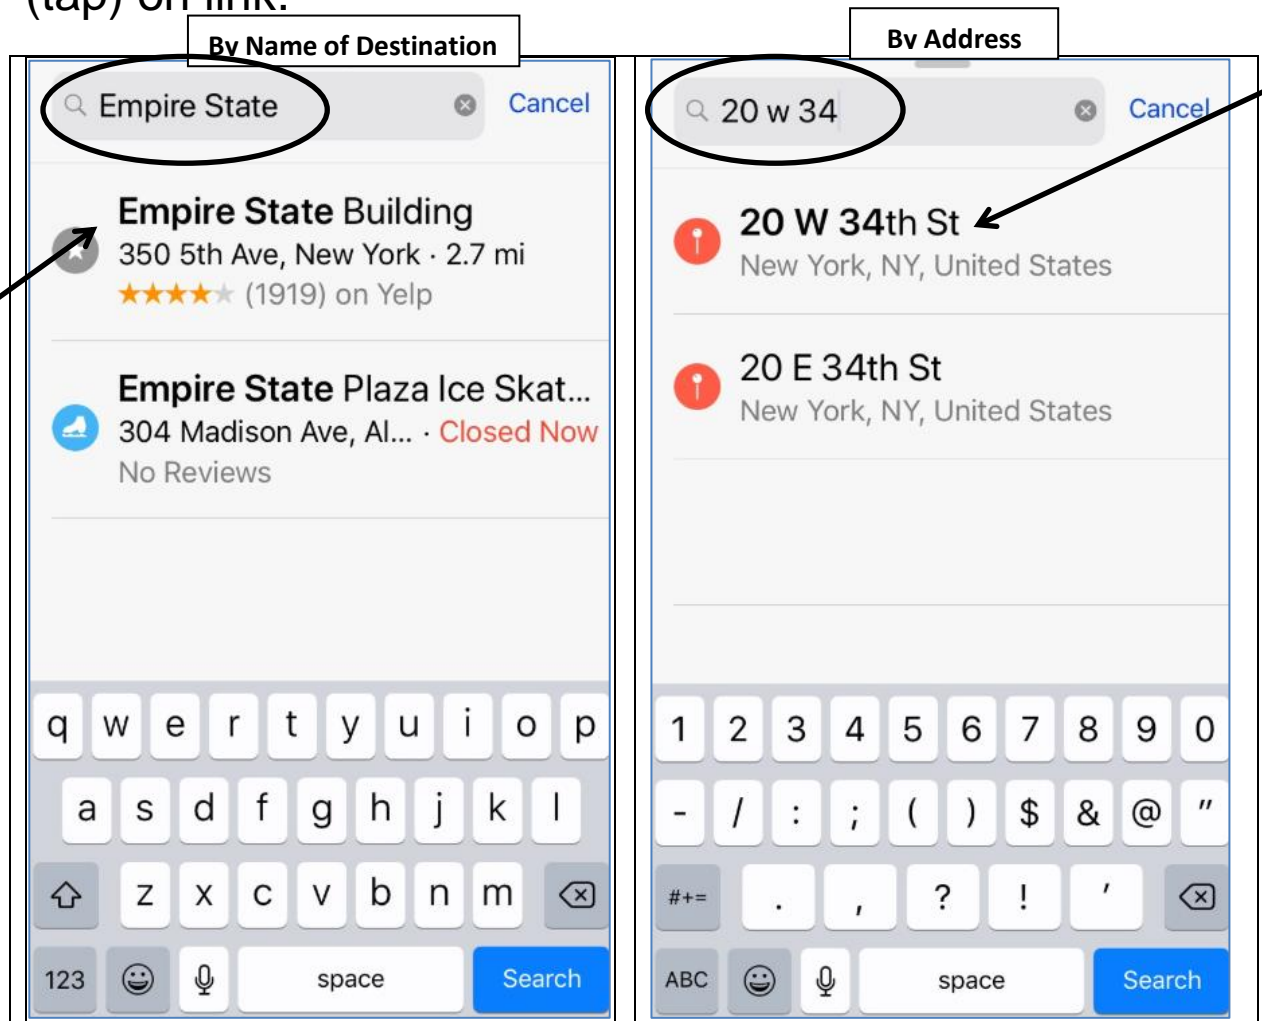 (tap) on link.
By Name of Destination
Empire State
Cancel
Empire State Building
350 5th Ave, New York · 2.7 mi
★★★★★ (1919) on Yelp
Empire State Plaza Ice Skat...
304 Madison Ave, Al... · Closed Now
No Reviews
q w e r t y u i o p
a s d f g h j k l
z x c v b n m
123 space Search
By Address
20 w 34
Cancel
20 W 34th St
New York, NY, United States
20 E 34th St
New York, NY, United States
1 2 3 4 5 6 7 8 9 0
- / : ; ( ) $ & @ "
#+= . , ? ! '
ABC space Search